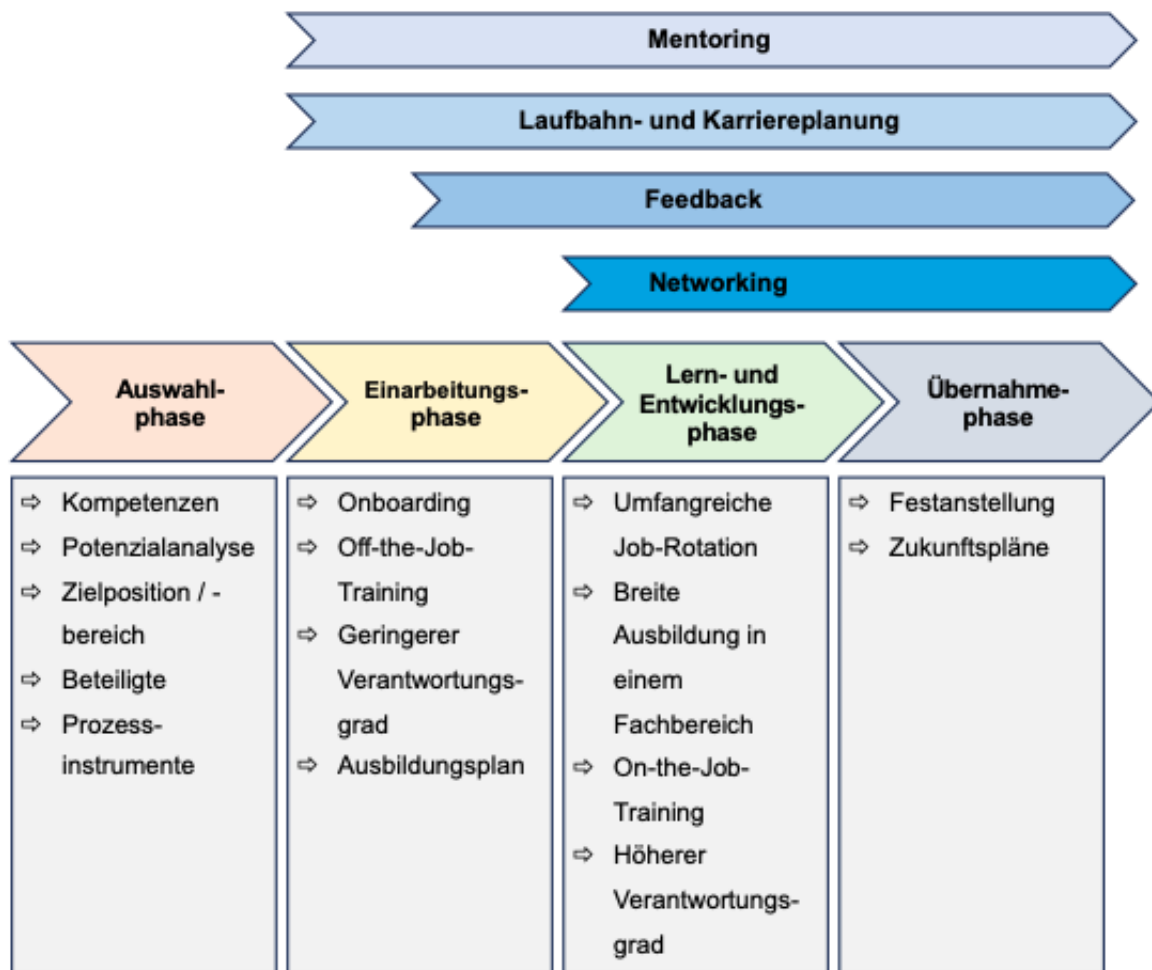 Mentoring
Laufbahn- und Karriereplanung
Feedback
Networking
Auswahl-
phase
Einarbeitungs-
phase
Lern- und
Entwicklungs-
phase
Übernahme-
phase
⇨ Kompetenzen
⇨ Potenzialanalyse
⇨ Zielposition / -
bereich
⇨ Beteiligte
⇨ Prozess-
instrumente
⇨ Onboarding
⇨ Off-the-Job-
Training
⇨ Geringerer
Verantwortungs-
grad
⇨ Ausbildungsplan
⇨ Umfangreiche
Job-Rotation
⇨ Breite
Ausbildung in
einem
Fachbereich
⇨ On-the-Job-
Training
⇨ Höherer
Verantwortungs-
grad
⇨ Festanstellung
⇨ Zukunftspläne